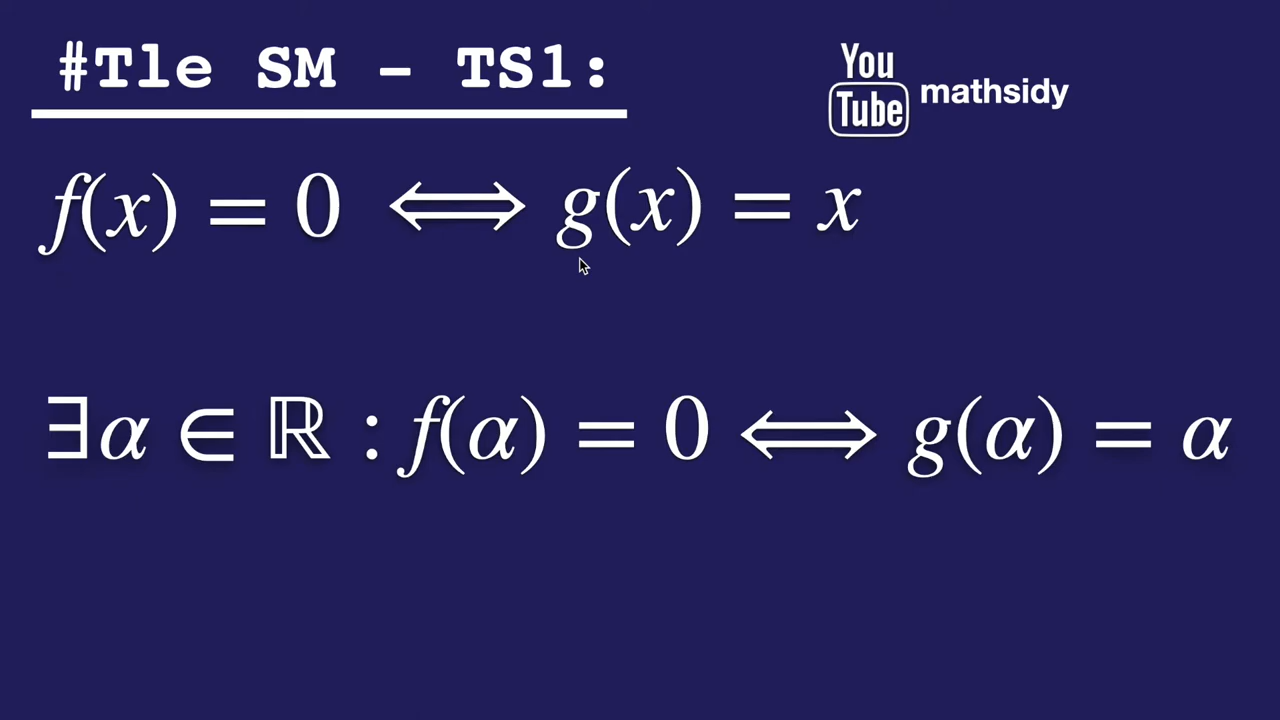 #Tle SM - TS1:
You Tube mathsidy
f(x) = 0 ⟺ g(x) = x
∃α ∈ ℝ : f(α) = 0 ⟺ g(α) = α